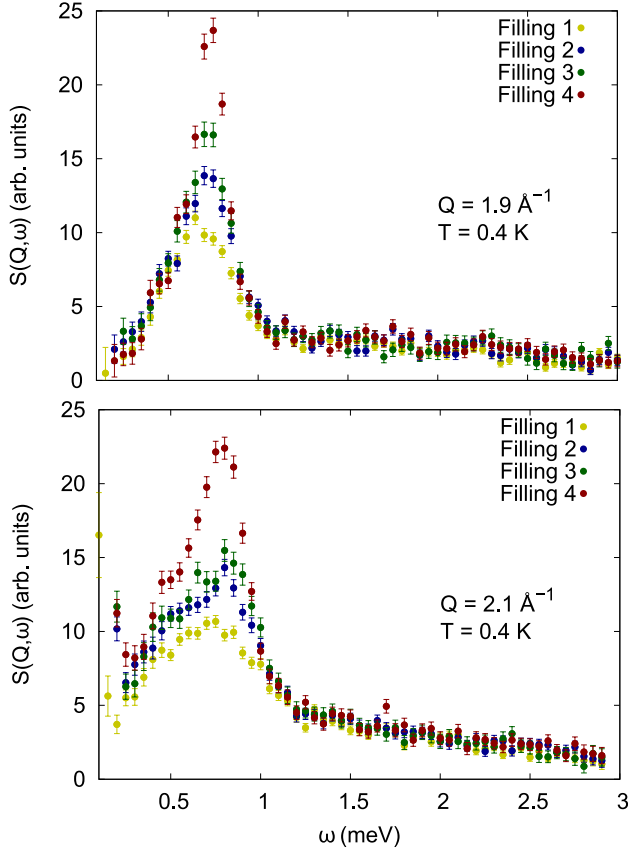 25
20
15
10
5
0
S(Q,ω) (arb. units)
Filling 1
Filling 2
Filling 3
Filling 4
Q = 1.9 Å⁻¹
T = 0.4 K
25
20
15
10
5
0
S(Q,ω) (arb. units)
Filling 1
Filling 2
Filling 3
Filling 4
Q = 2.1 Å⁻¹
T = 0.4 K
0.5 1 1.5 2 2.5 3
ω (meV)